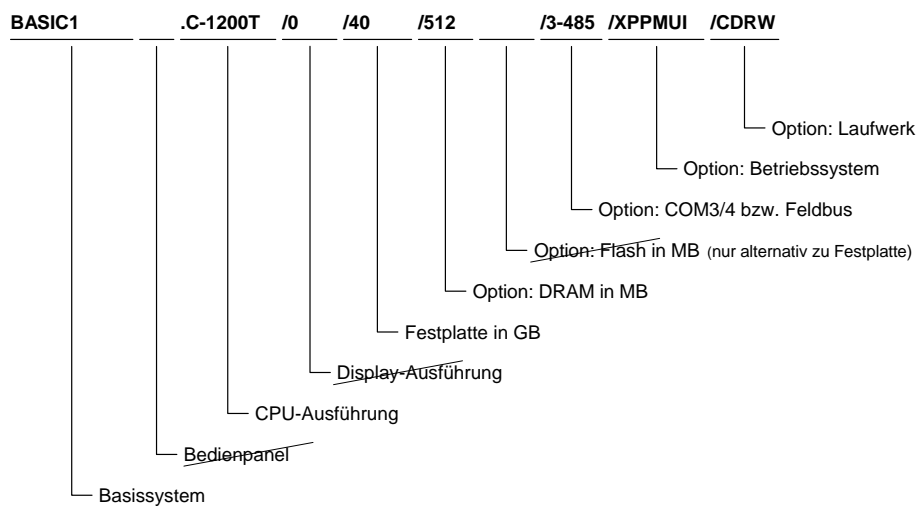 BASIC1 .C-1200T /0 /40 /512 /3-485 /XPPMUI /CDRW
Option: Laufwerk
Option: Betriebssystem
Option: COM3/4 bzw. Feldbus
Option: Flash in MB (nur alternativ zu Festplatte)
Option: DRAM in MB
Festplatte in GB
Display-Ausführung
CPU-Ausführung
Bedienpanel
Basissystem